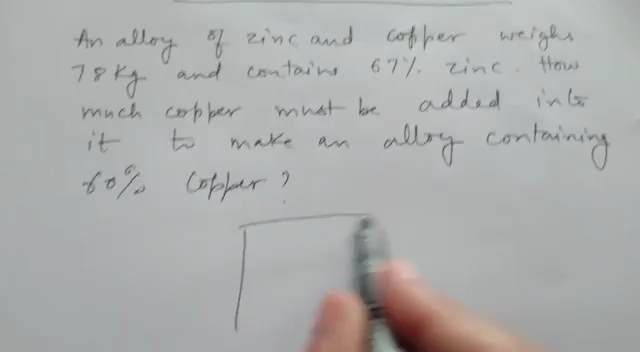 An alloy of zinc and copper weighs
78 Kg and contains 67% zinc. How
much copper must be added into
it to make an alloy containing
60% copper?